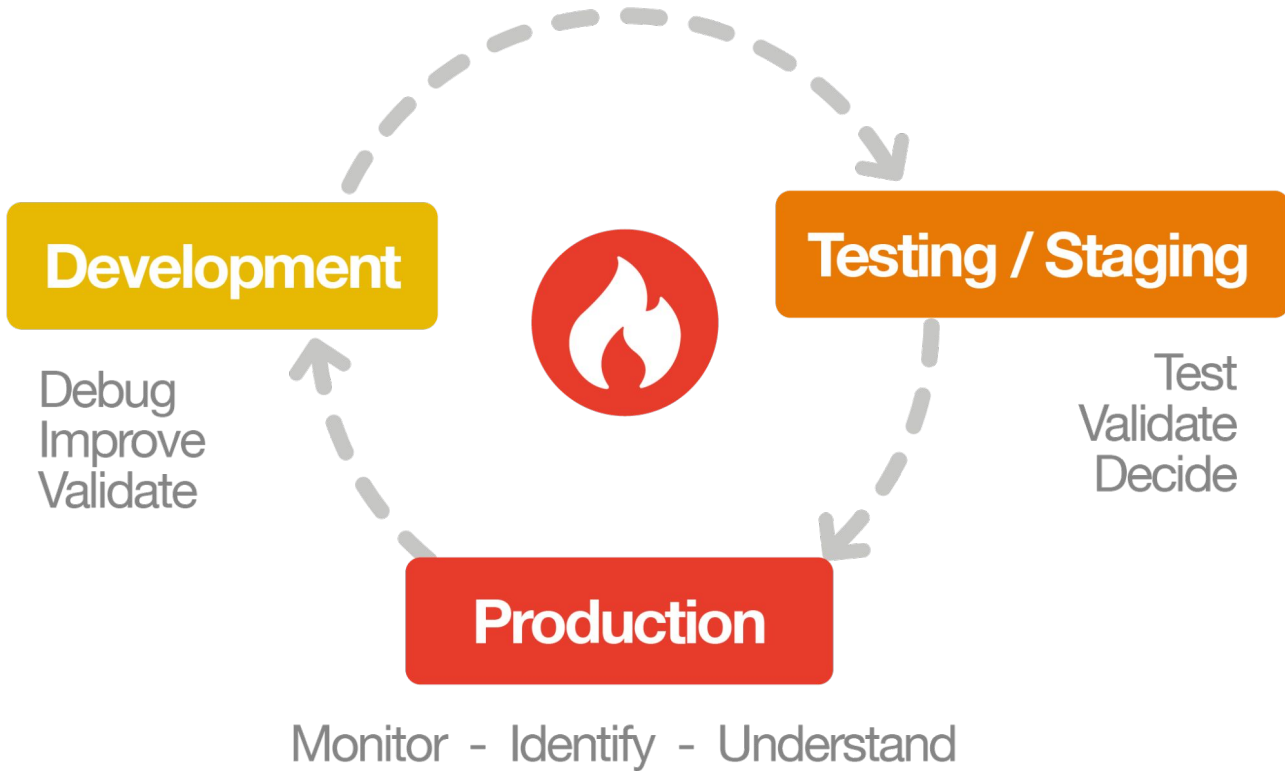 Development
Testing / Staging
Debug
Improve
Validate
Test
Validate
Decide
Production
Monitor - Identify - Understand